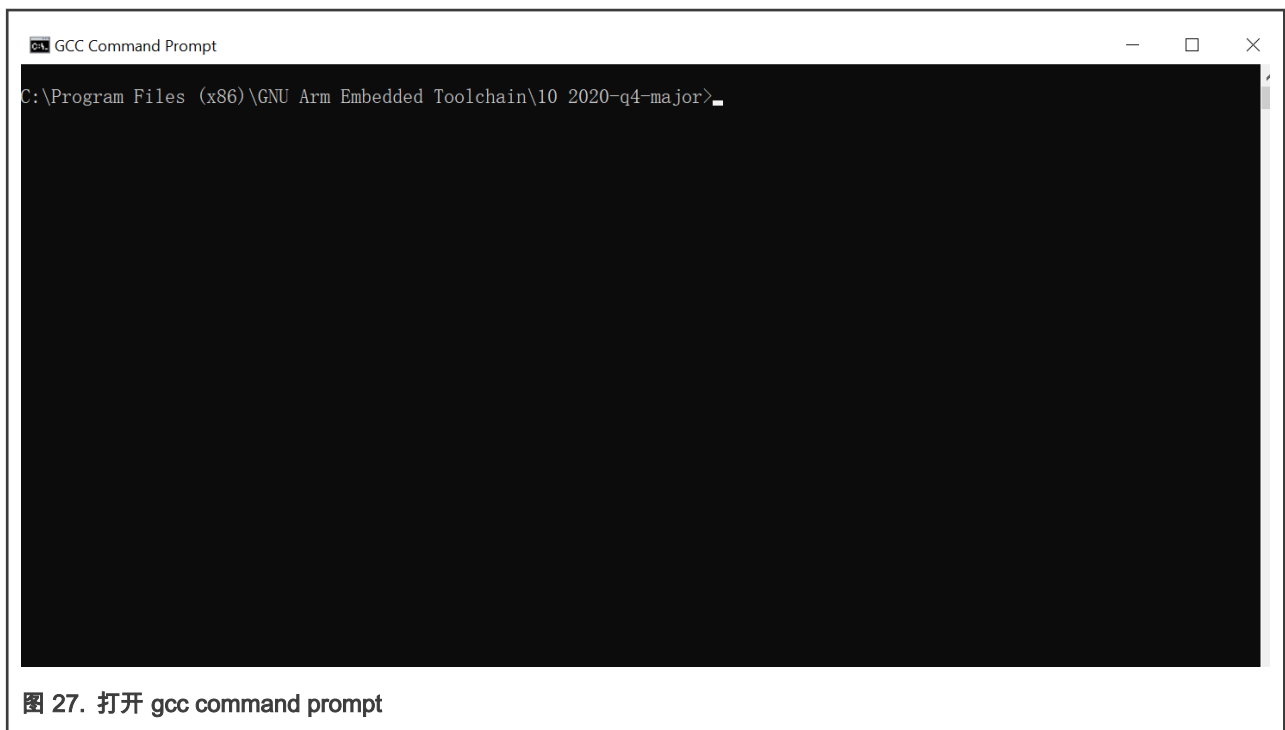 GCC Command Prompt
C:\Program Files (x86)\GNU Arm Embedded Toolchain\10 2020-q4-major>
图 27. 打开 gcc command prompt